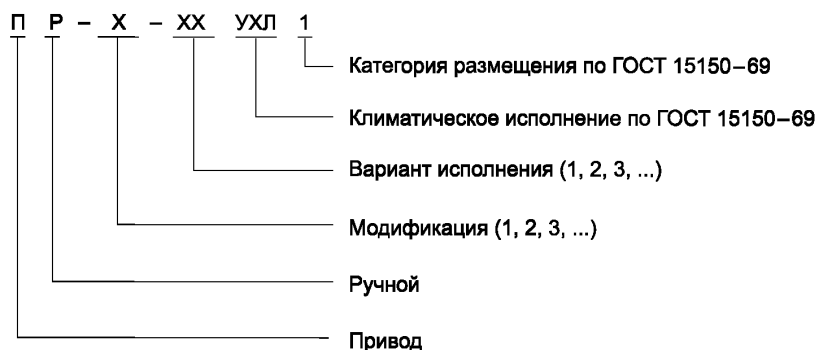 П Р – Х – ХХ УХЛ 1
Категория размещения по ГОСТ 15150–69
Климатическое исполнение по ГОСТ 15150–69
Вариант исполнения (1, 2, 3, ...)
Модификация (1, 2, 3, ...)
Ручной
Привод